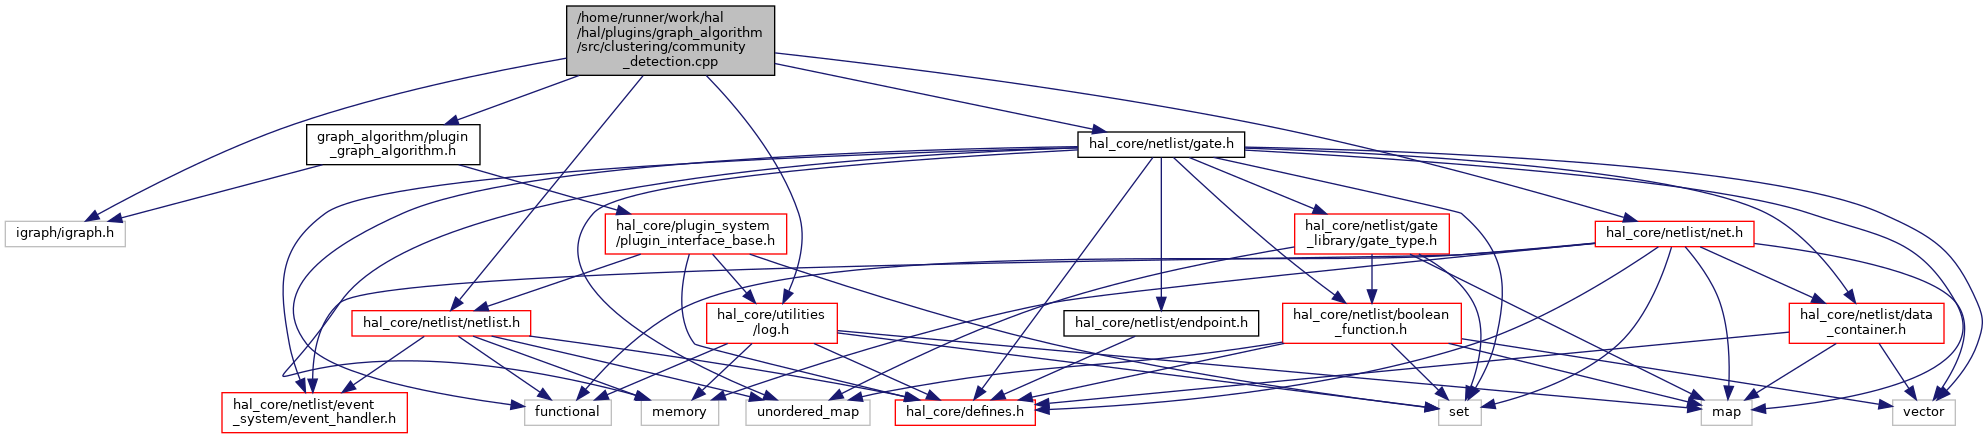 /home/runner/work/hal
/hal/plugins/graph_algorithm
/src/clustering/community
_detection.cpp
graph_algorithm/plugin
_graph_algorithm.h
hal_core/netlist/gate.h
igraph/igraph.h
hal_core/plugin_system
/plugin_interface_base.h
hal_core/netlist/gate
_library/gate_type.h
hal_core/netlist/net.h
hal_core/netlist/netlist.h
hal_core/utilities
/log.h
hal_core/netlist/endpoint.h
hal_core/netlist/boolean
_function.h
hal_core/netlist/data
_container.h
hal_core/netlist/event
_system/event_handler.h
functional
memory
unordered_map
hal_core/defines.h
set
map
vector